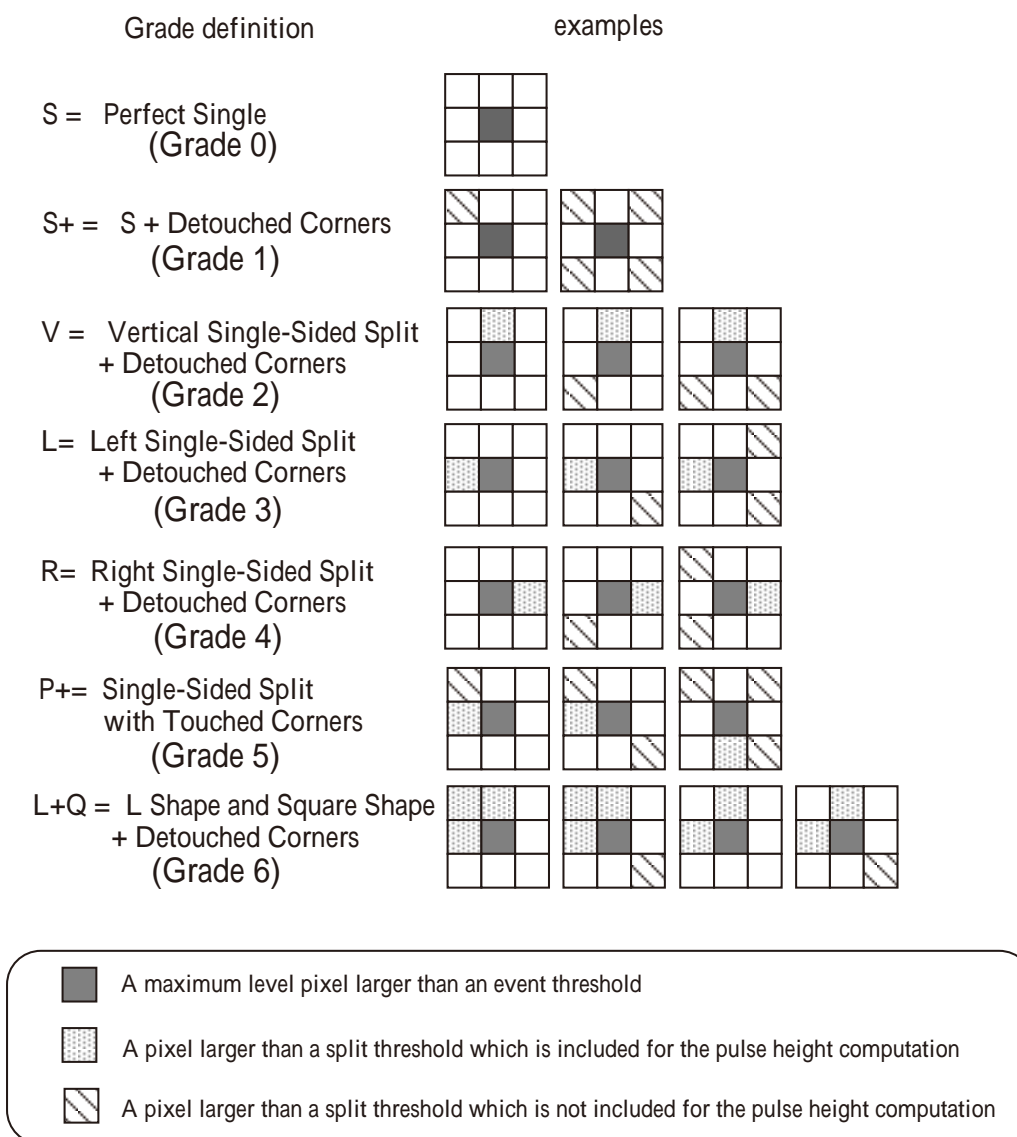 Grade definition examples
S = Perfect Single
(Grade 0)
S+ = S + Detouched Corners
(Grade 1)
V = Vertical Single-Sided Split
+ Detouched Corners
(Grade 2)
L= Left Single-Sided Split
+ Detouched Corners
(Grade 3)
R= Right Single-Sided Split
+ Detouched Corners
(Grade 4)
P+= Single-Sided Split
with Touched Corners
(Grade 5)
L+Q = L Shape and Square Shape
+ Detouched Corners
(Grade 6)
A maximum level pixel larger than an event threshold
A pixel larger than a split threshold which is included for the pulse height computation
A pixel larger than a split threshold which is not included for the pulse height computation